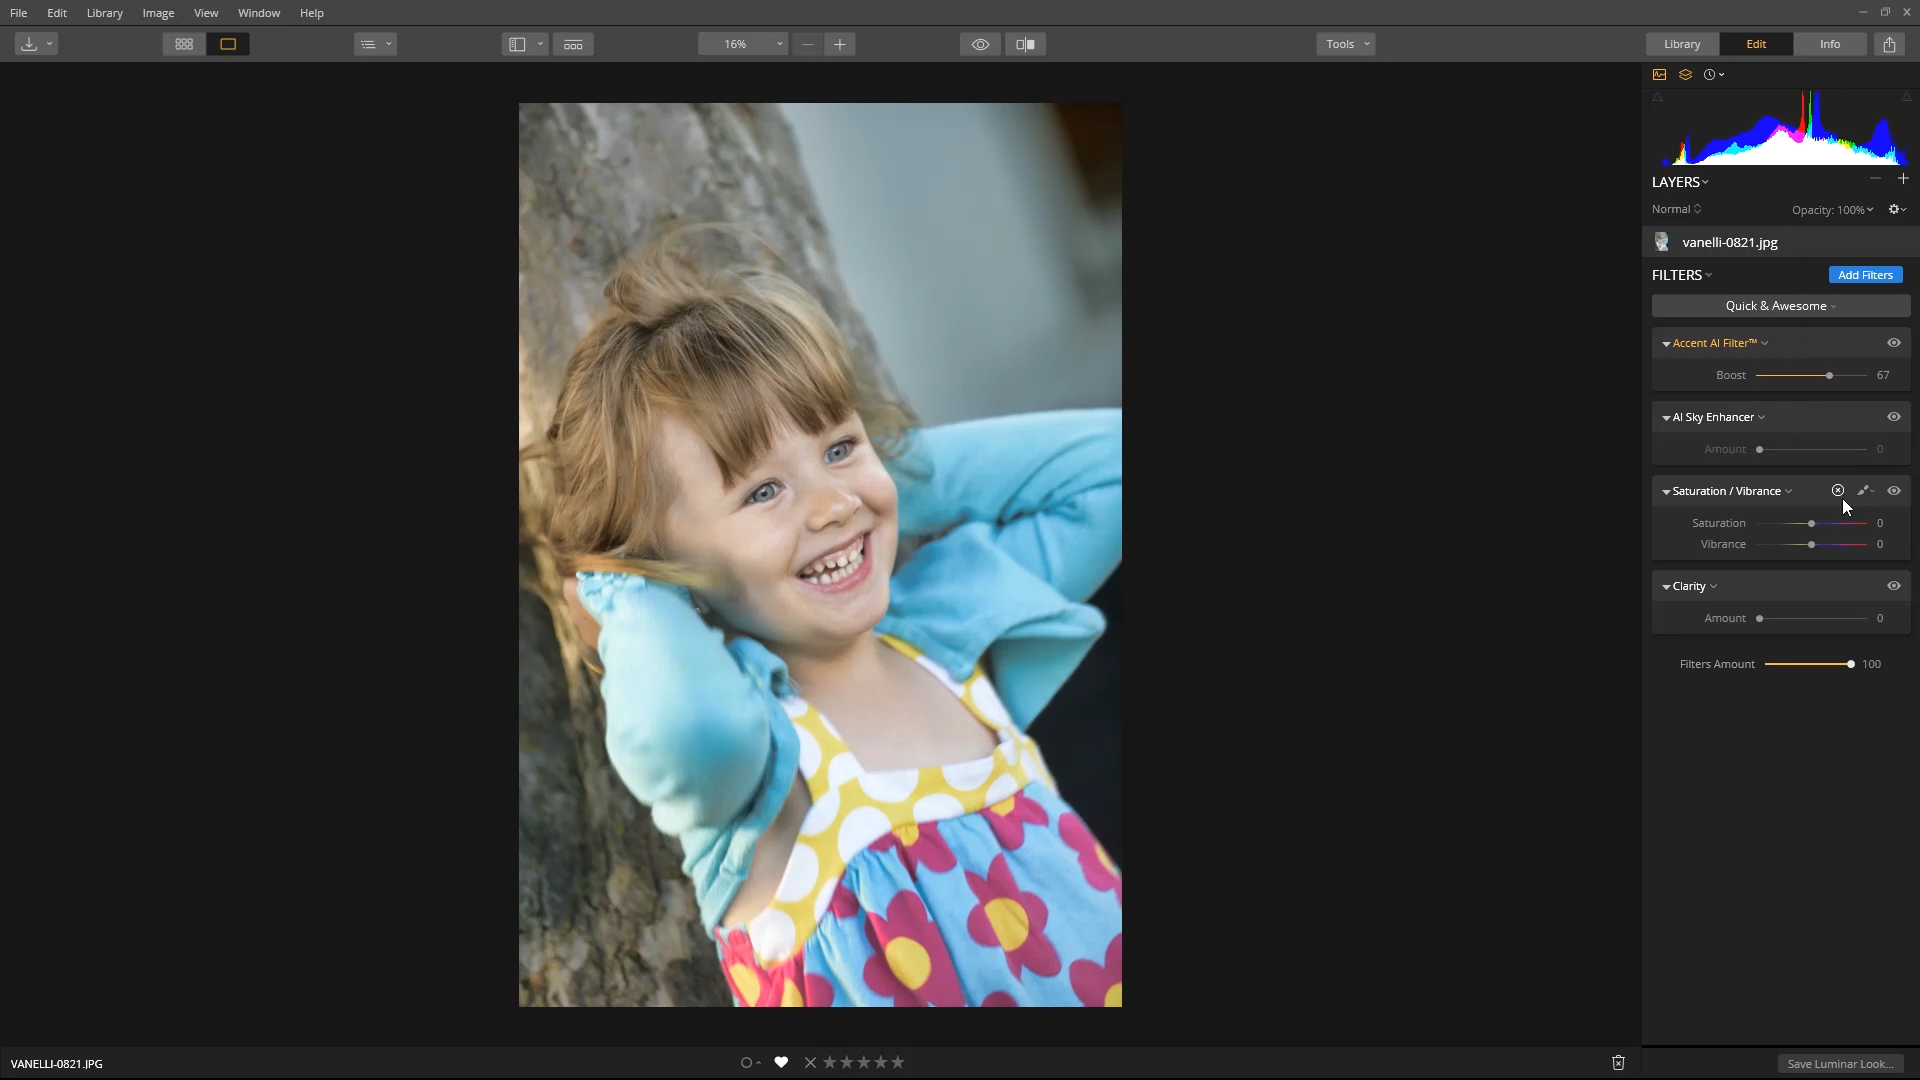 File Edit Library Image View Window Help
16% Tools Library Edit Info
LAYERS
Normal Opacity: 100%
vanelli-0821.jpg
FILTERS Add Filters
Quick & Awesome
Accent AI Filter™
Boost 67
AI Sky Enhancer
Amount 0
Saturation / Vibrance
Saturation 0
Vibrance 0
Clarity
Amount 0
Filters Amount 100
VANELLI-0821.JPG
Save Luminar Look...